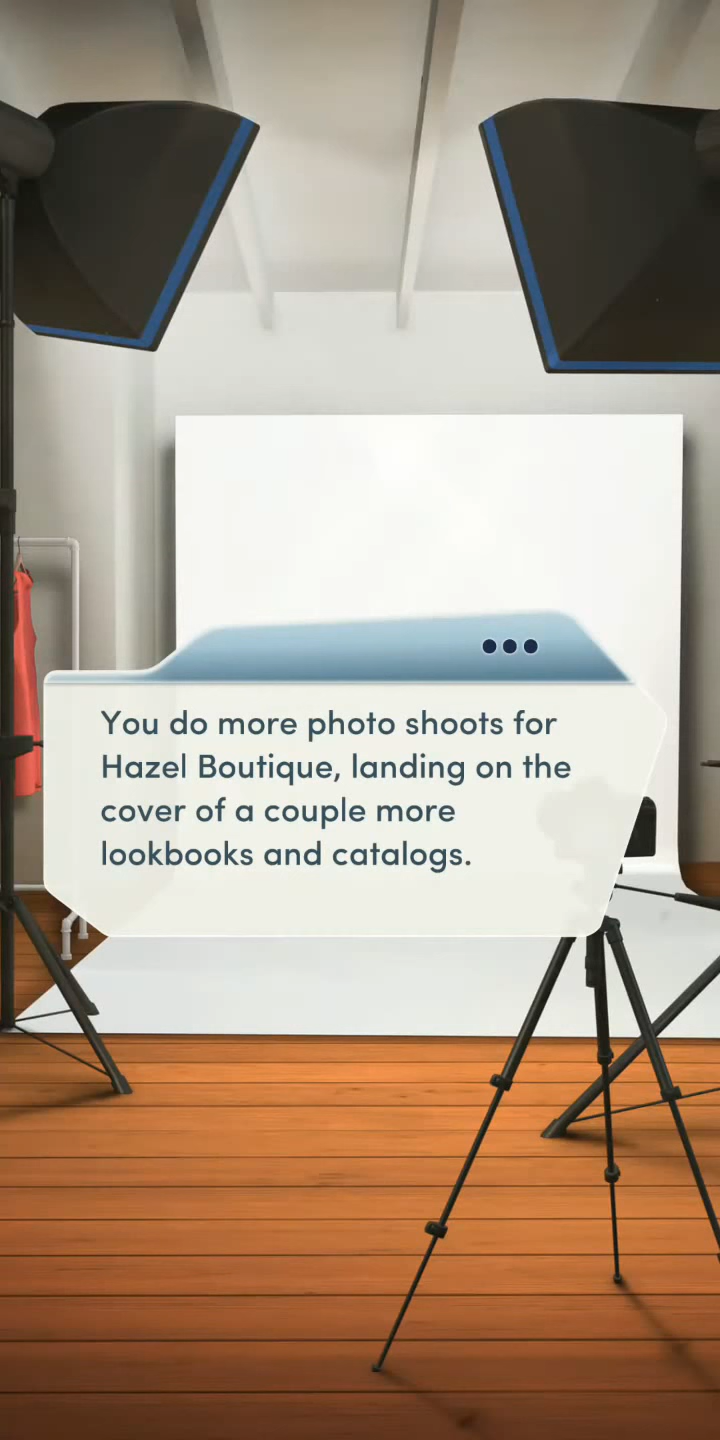 You do more photo shoots for
Hazel Boutique, landing on the
cover of a couple more
lookbooks and catalogs.